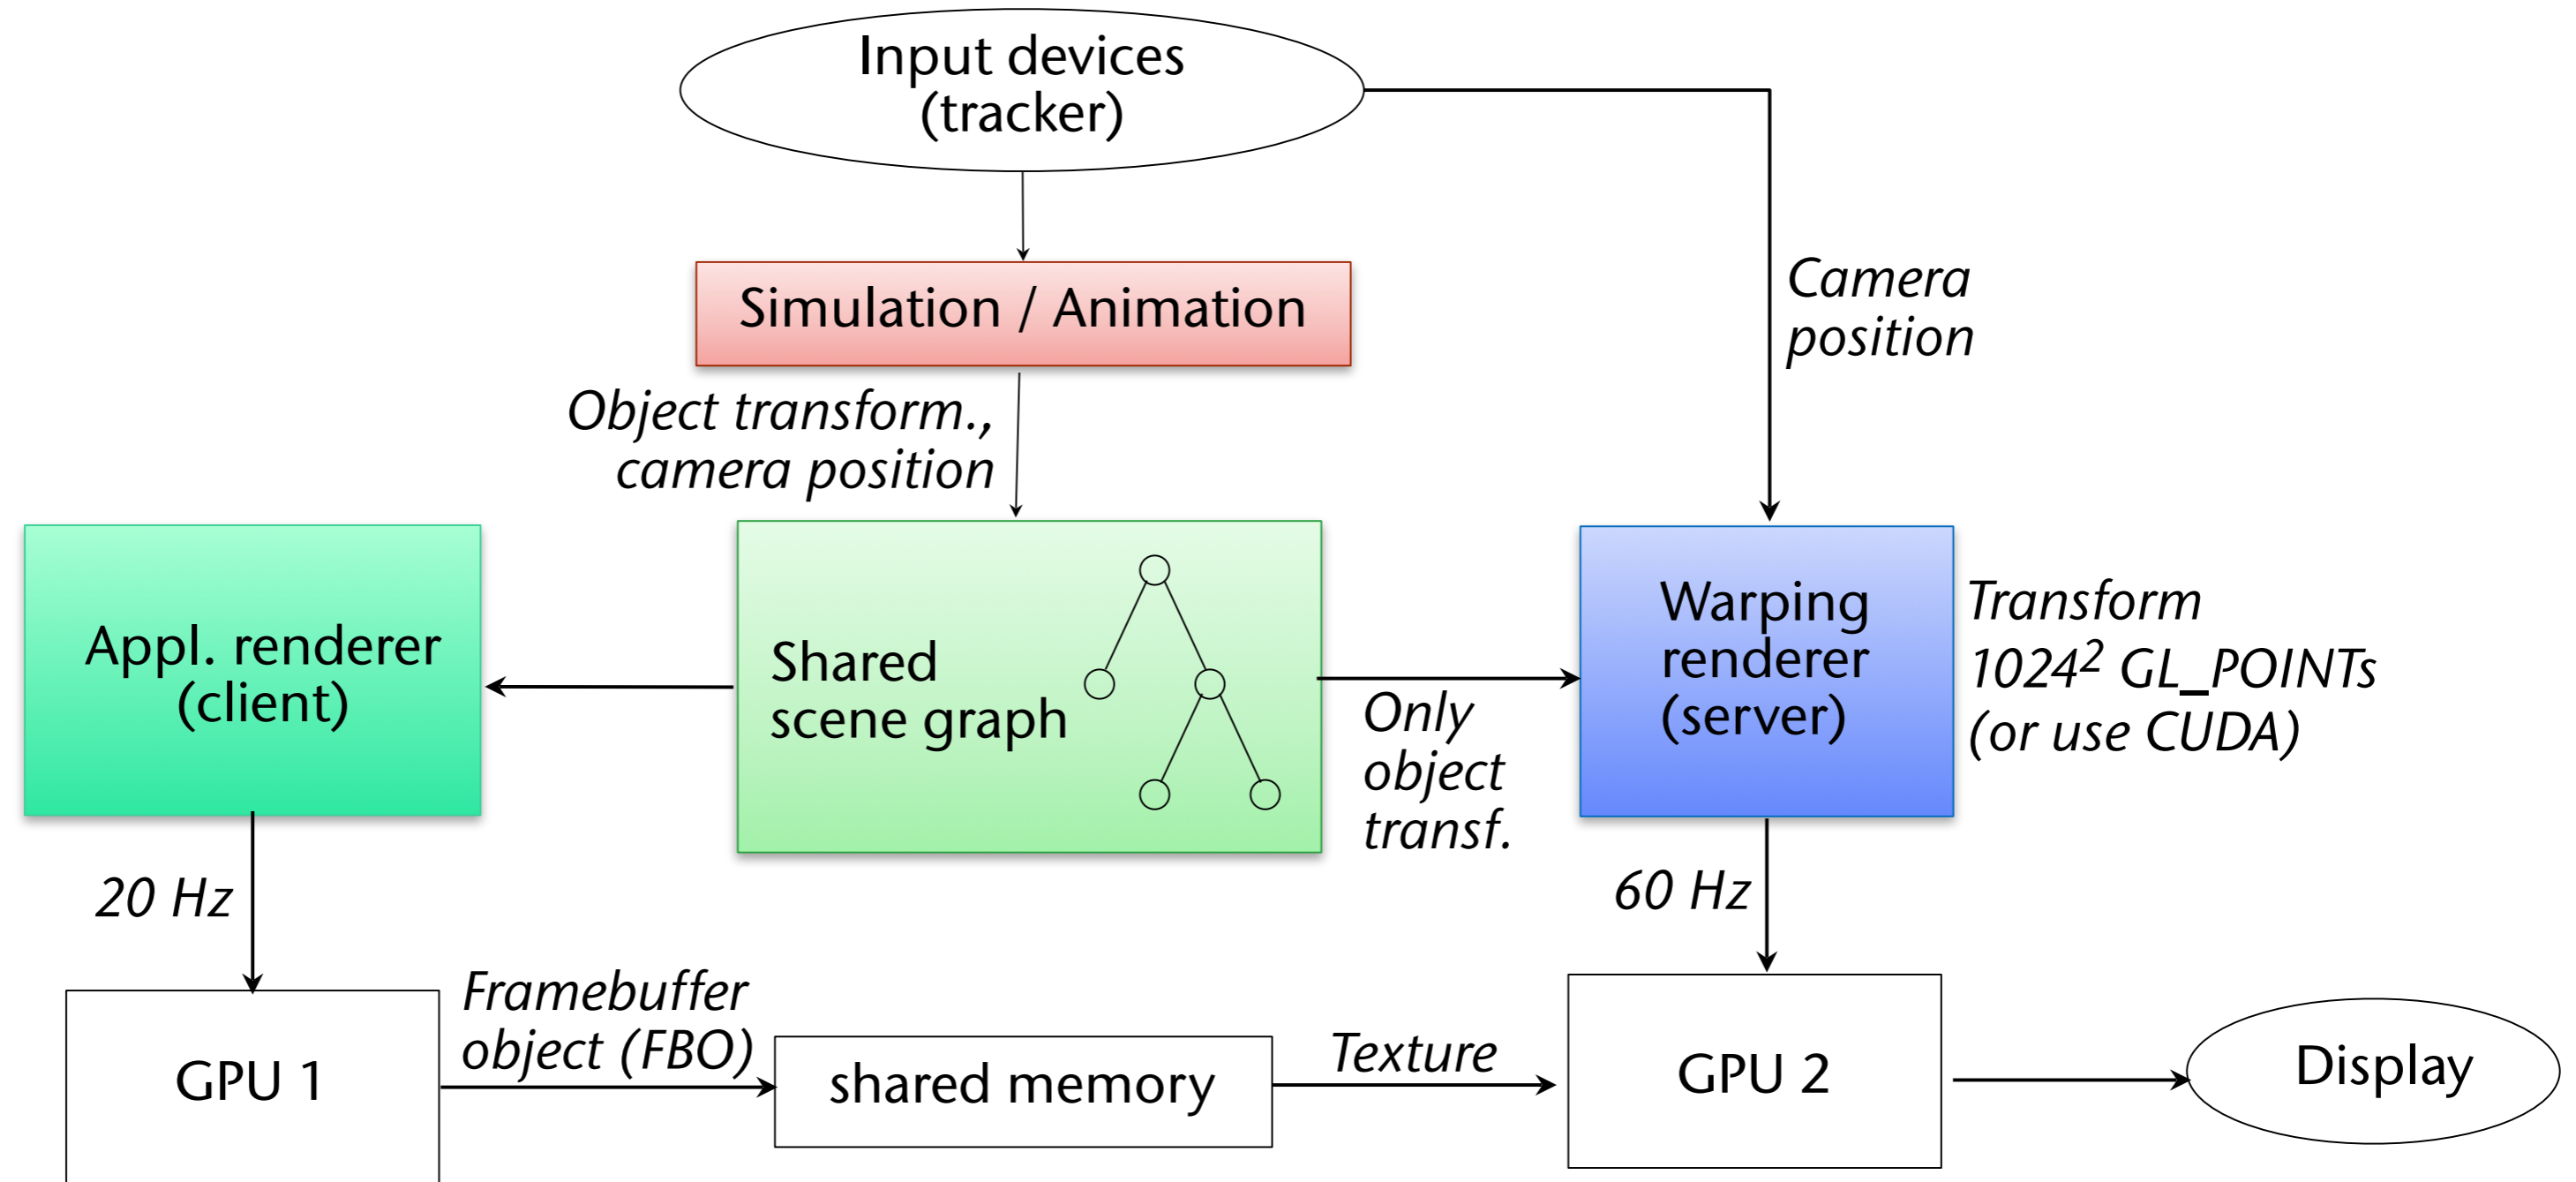 Input devices
(tracker)
Simulation / Animation
Camera
position
Object transform.,
camera position
Appl. renderer
(client)
Shared
scene graph
Only
object
transf.
Warping
renderer
(server)
Transform
1024² GL_POINTs
(or use CUDA)
20 Hz
60 Hz
GPU 1
Framebuffer
object (FBO)
shared memory
Texture
GPU 2
Display